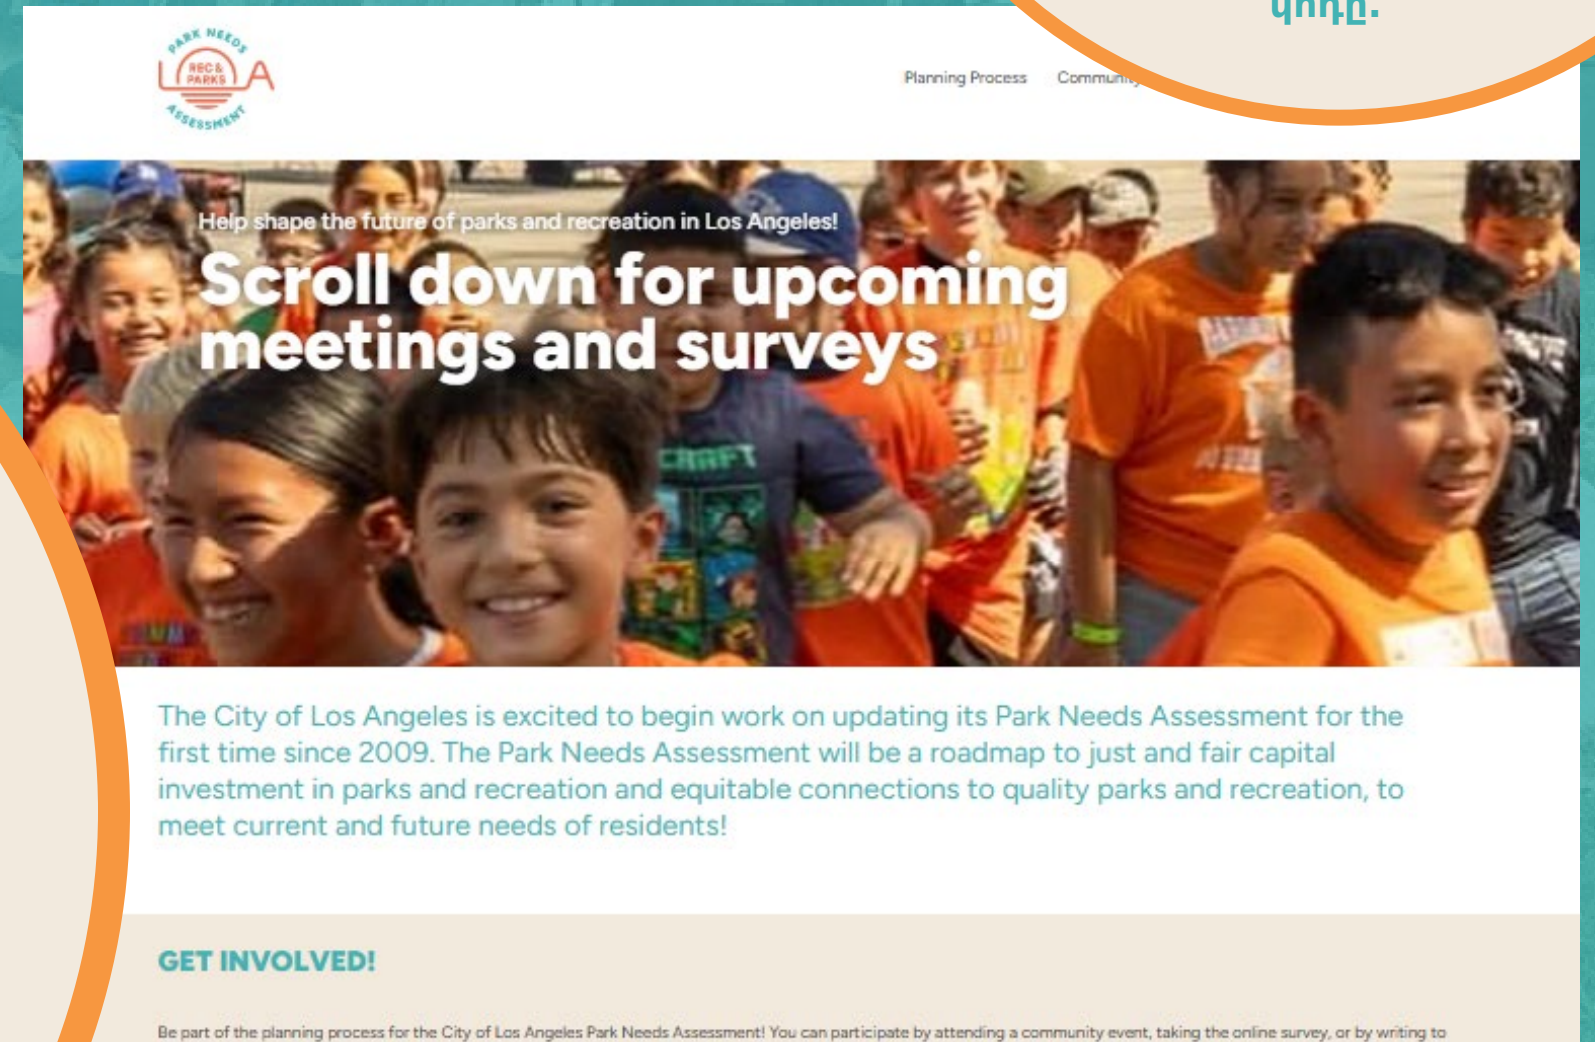 կոդը.
PARK NEEDS
LA
REC &
PARKS
ASSESSMENT
Planning Process Community
Help shape the future of parks and recreation in Los Angeles!
Scroll down for upcoming
meetings and surveys
CRAFT
The City of Los Angeles is excited to begin work on updating its Park Needs Assessment for the
first time since 2009. The Park Needs Assessment will be a roadmap to just and fair capital
investment in parks and recreation and equitable connections to quality parks and recreation, to
meet current and future needs of residents!
GET INVOLVED!
Be part of the planning process for the City of Los Angeles Park Needs Assessment! You can participate by attending a community event, taking the online survey, or by writing to